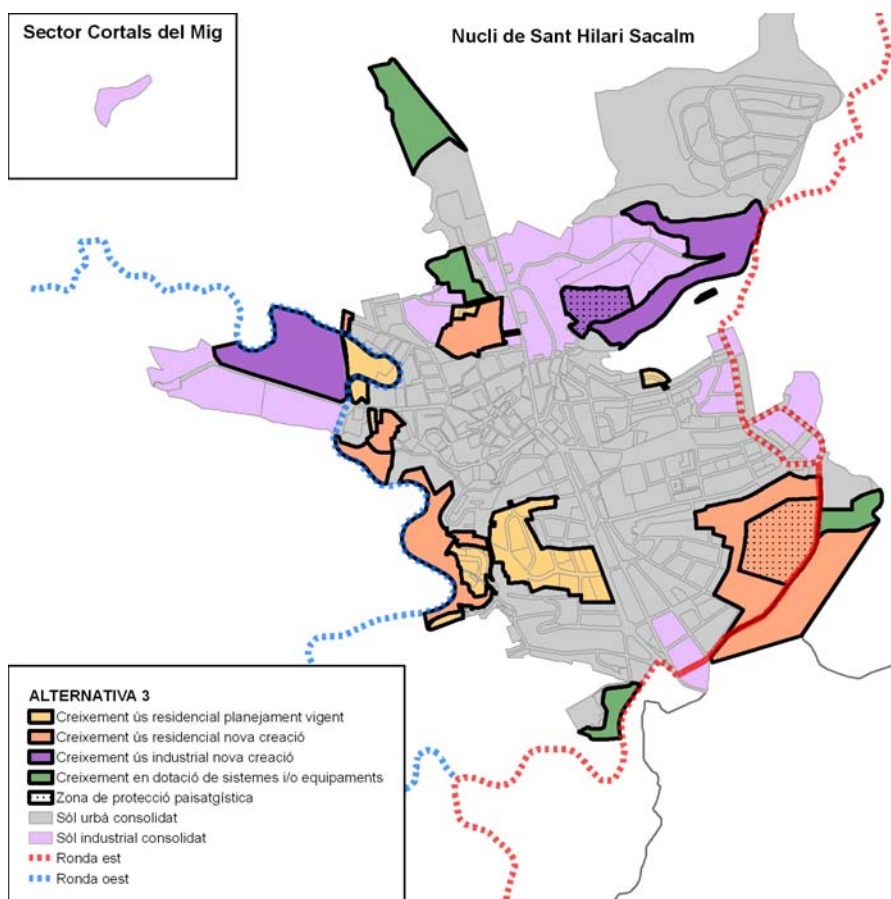 Sector Cortals del Mig
Nucli de Sant Hilari Sacalm
ALTERNATIVA 3
Creixement ús residencial planejament vigent
Creixement ús residencial nova creació
Creixement ús industrial nova creació
Creixement en dotació de sistemes i/o equipaments
Zona de protecció paisatgística
Sòl urbà consolidat
Sòl industrial consolidat
Ronda est
Ronda oest